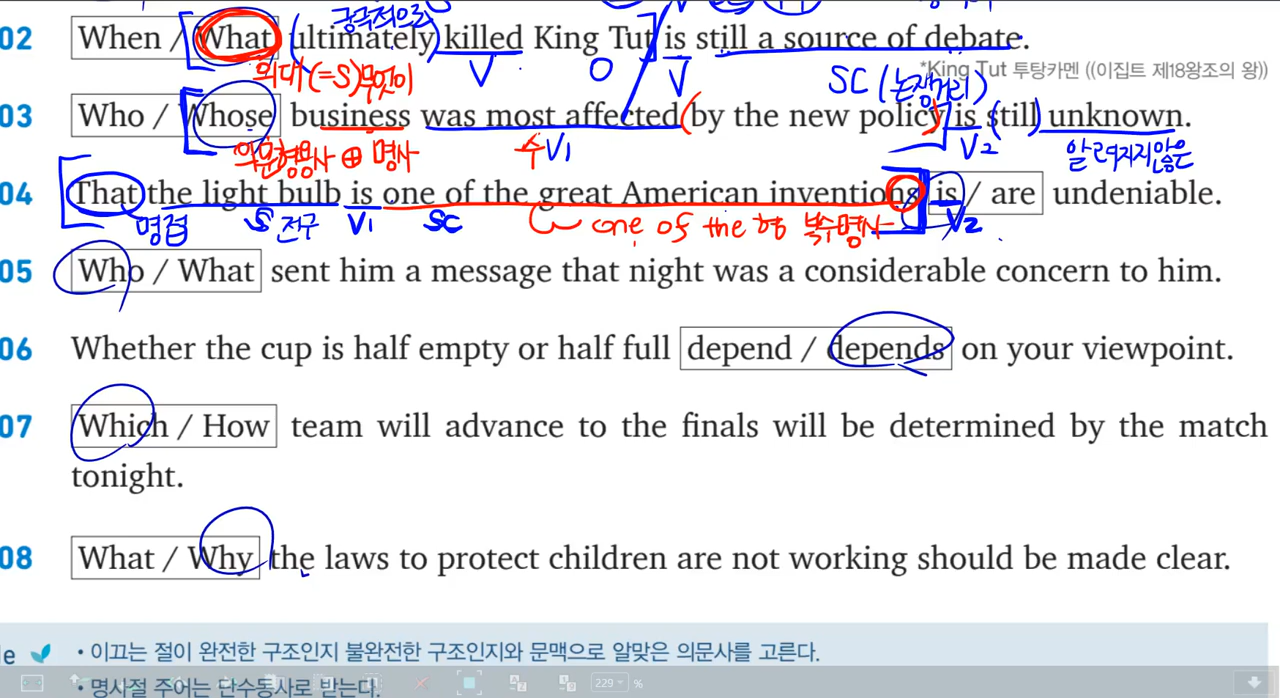 궁극적으로
02 When / What ultimately killed King Tut is still a source of debate.
의대 (=S) 무엇이 V O V SC (논쟁거리)
*King Tut 투탕카멘 ((이집트 제18왕조의 왕))
03 Who / Whose business was most affected by the new policy is still unknown.
의문형용사 + 명사 수V1 V2 알려지지않은
04 That the light bulb is one of the great American inventions is / are undeniable.
명접 S 전구 V1 SC one of the 형 복수명사 V2
05 Who / What sent him a message that night was a considerable concern to him.
06 Whether the cup is half empty or half full depend / depends on your viewpoint.
07 Which / How team will advance to the finals will be determined by the match
tonight.
08 What / Why the laws to protect children are not working should be made clear.
• 이끄는 절이 완전한 구조인지 불완전한 구조인지와 문맥으로 알맞은 의문사를 고른다.
• 명사절 주어는 단수동사로 받는다.
229 %